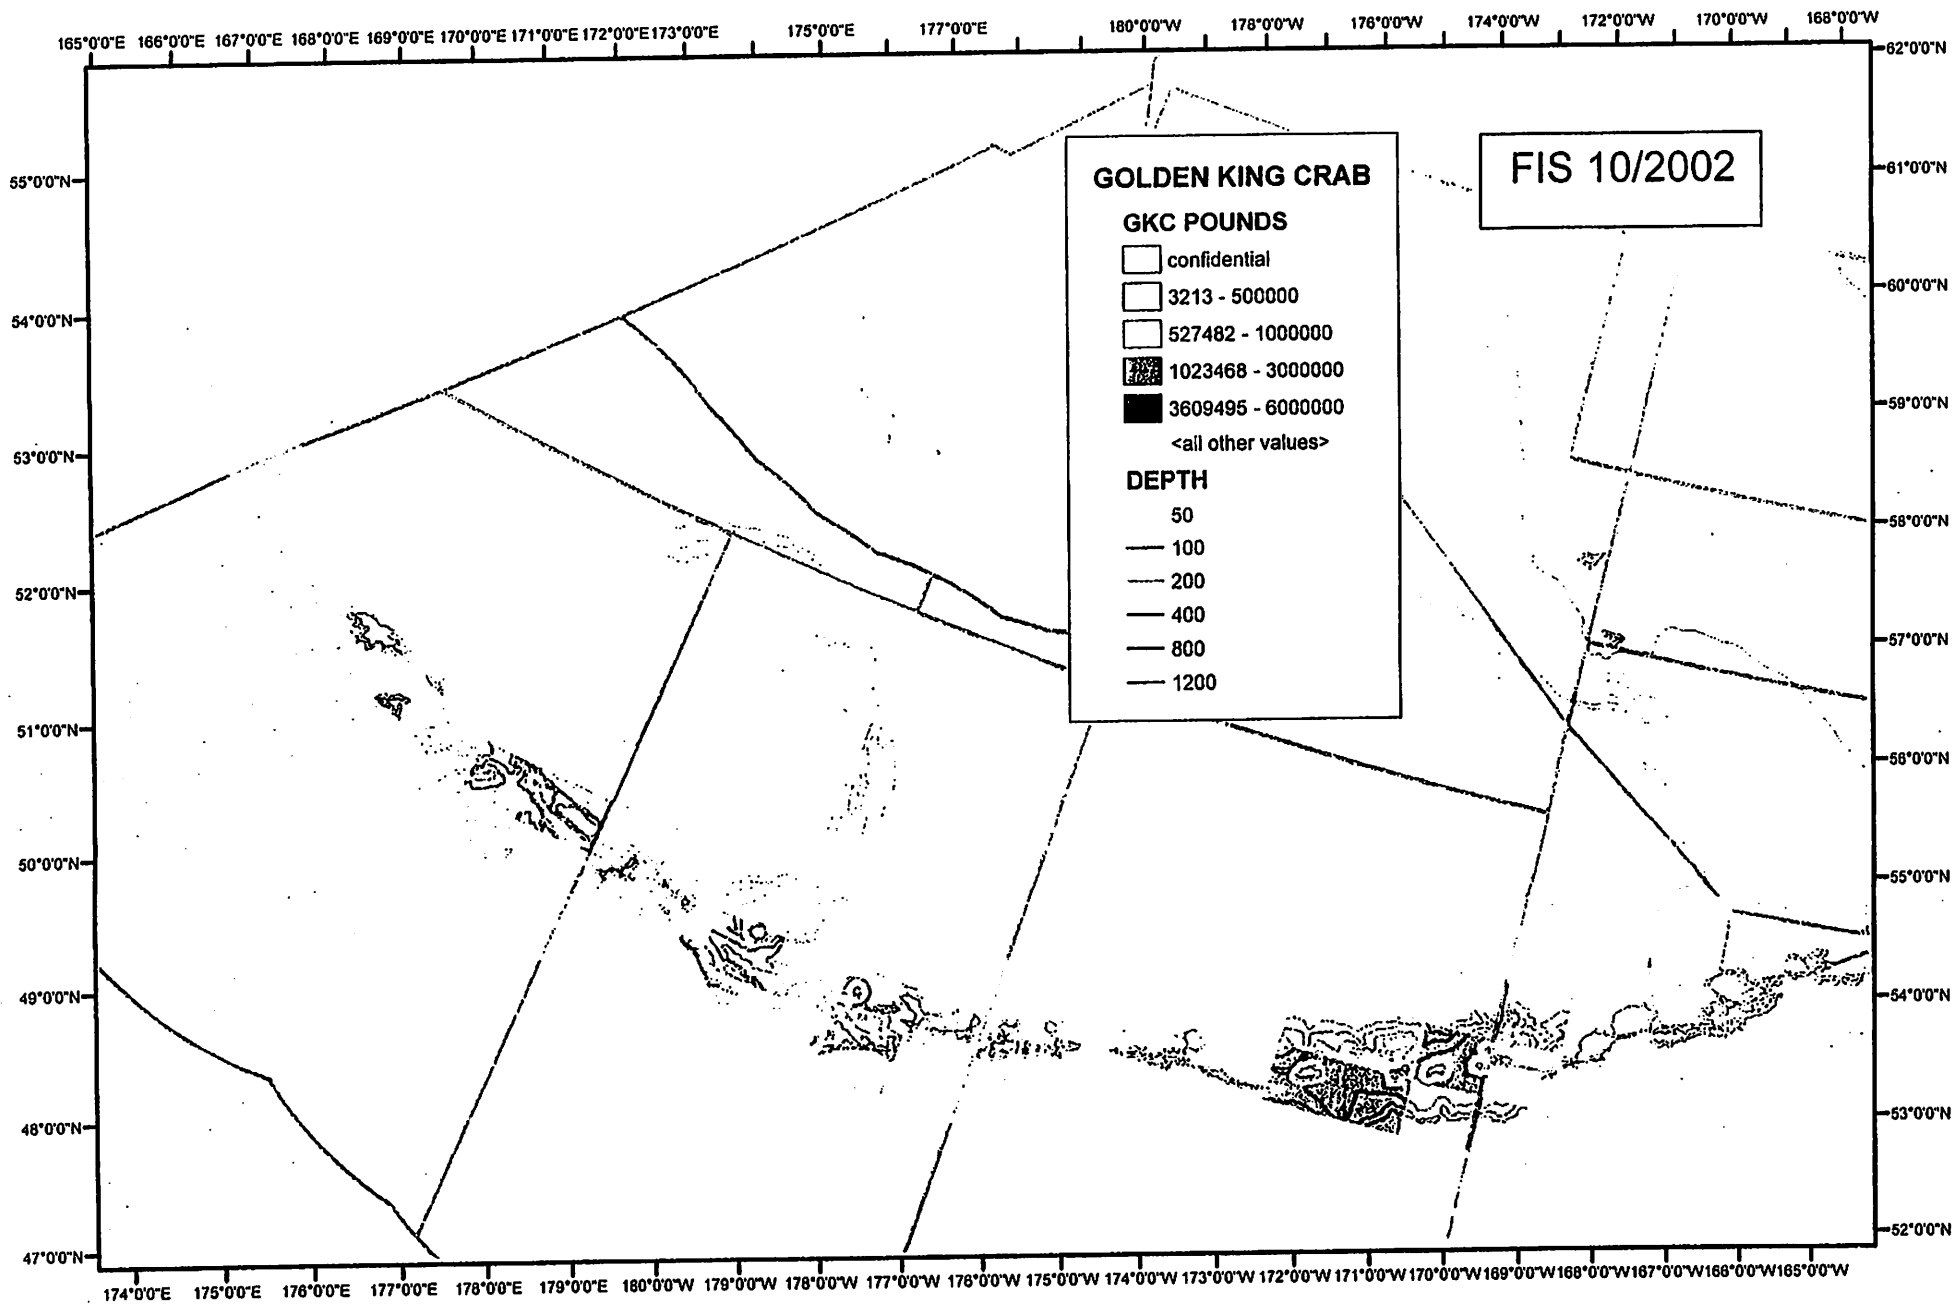 165°0'0"E 166°0'0"E 167°0'0"E 168°0'0"E 169°0'0"E 170°0'0"E 171°0'0"E 172°0'0"E 173°0'0"E 175°0'0"E 177°0'0"E 180°0'0"W 178°0'0"W 176°0'0"W 174°0'0"W 172°0'0"W 170°0'0"W 168°0'0"W
62°0'0"N
FIS 10/2002
61°0'0"N
GOLDEN KING CRAB
55°0'0"N
GKC POUNDS
confidential
60°0'0"N
3213 - 500000
54°0'0"N
527482 - 1000000
1023468 - 3000000
59°0'0"N
3609495 - 6000000
<all other values>
53°0'0"N
DEPTH
50
58°0'0"N
100
200
52°0'0"N
400
57°0'0"N
800
1200
51°0'0"N
56°0'0"N
50°0'0"N
55°0'0"N
49°0'0"N
54°0'0"N
53°0'0"N
48°0'0"N
52°0'0"N
47°0'0"N
174°0'0"E 175°0'0"E 176°0'0"E 177°0'0"E 178°0'0"E 179°0'0"E 180°0'0"W 179°0'0"W 178°0'0"W 177°0'0"W 176°0'0"W 175°0'0"W 174°0'0"W 173°0'0"W 172°0'0"W 171°0'0"W 170°0'0"W 169°0'0"W 168°0'0"W 167°0'0"W 166°0'0"W 165°0'0"W